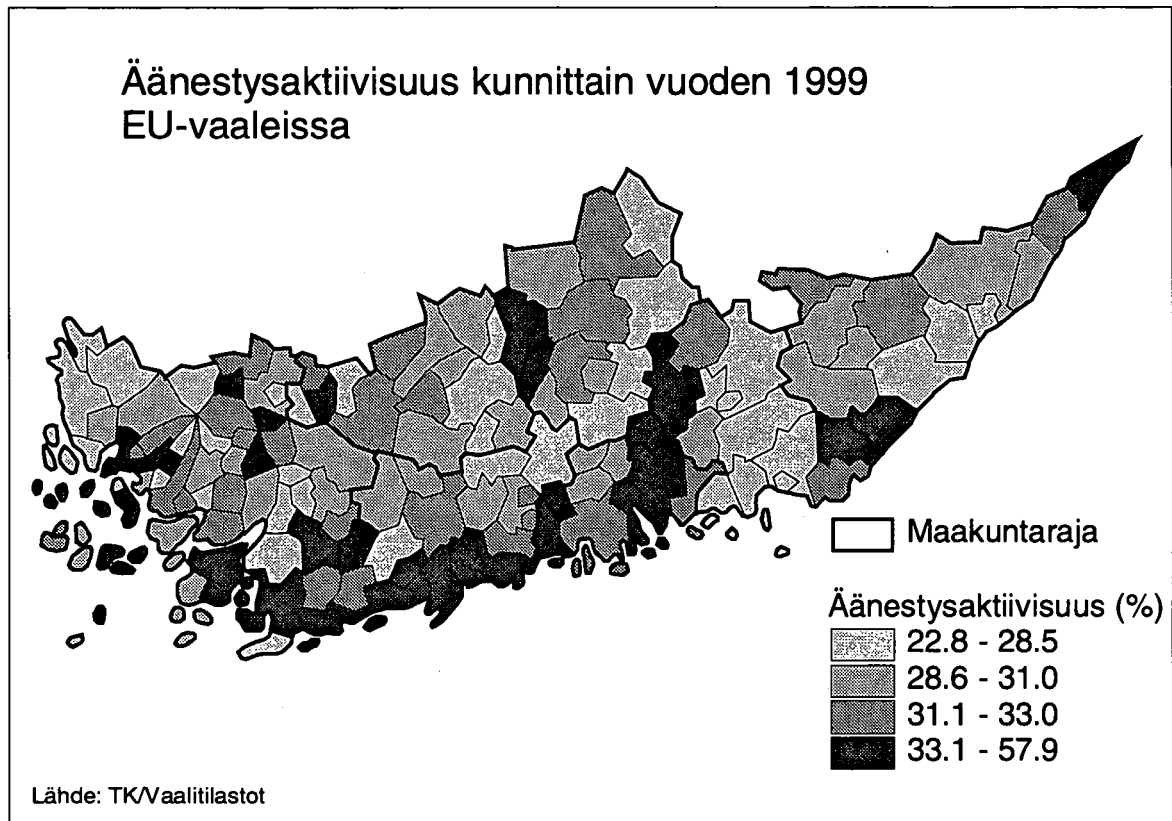 Äänestysaktiivisuus kunnittain vuoden 1999
EU-vaaleissa
Maakuntaraja
Äänestysaktiivisuus (%)
22.8 - 28.5
28.6 - 31.0
31.1 - 33.0
33.1 - 57.9
Lähde: TK/Vaalitilastot